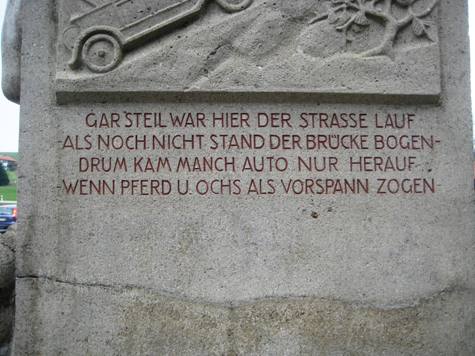 GAR STEIL WAR HIER DER STRASSE LAUF
-ALS NOCH NICHT STAND DER BRÜCKE BOGEN-
DRUM KAM MANCH AUTO NUR HERAUF
-WENN PFERD U. OCHS ALS VORSPANN ZOGEN-